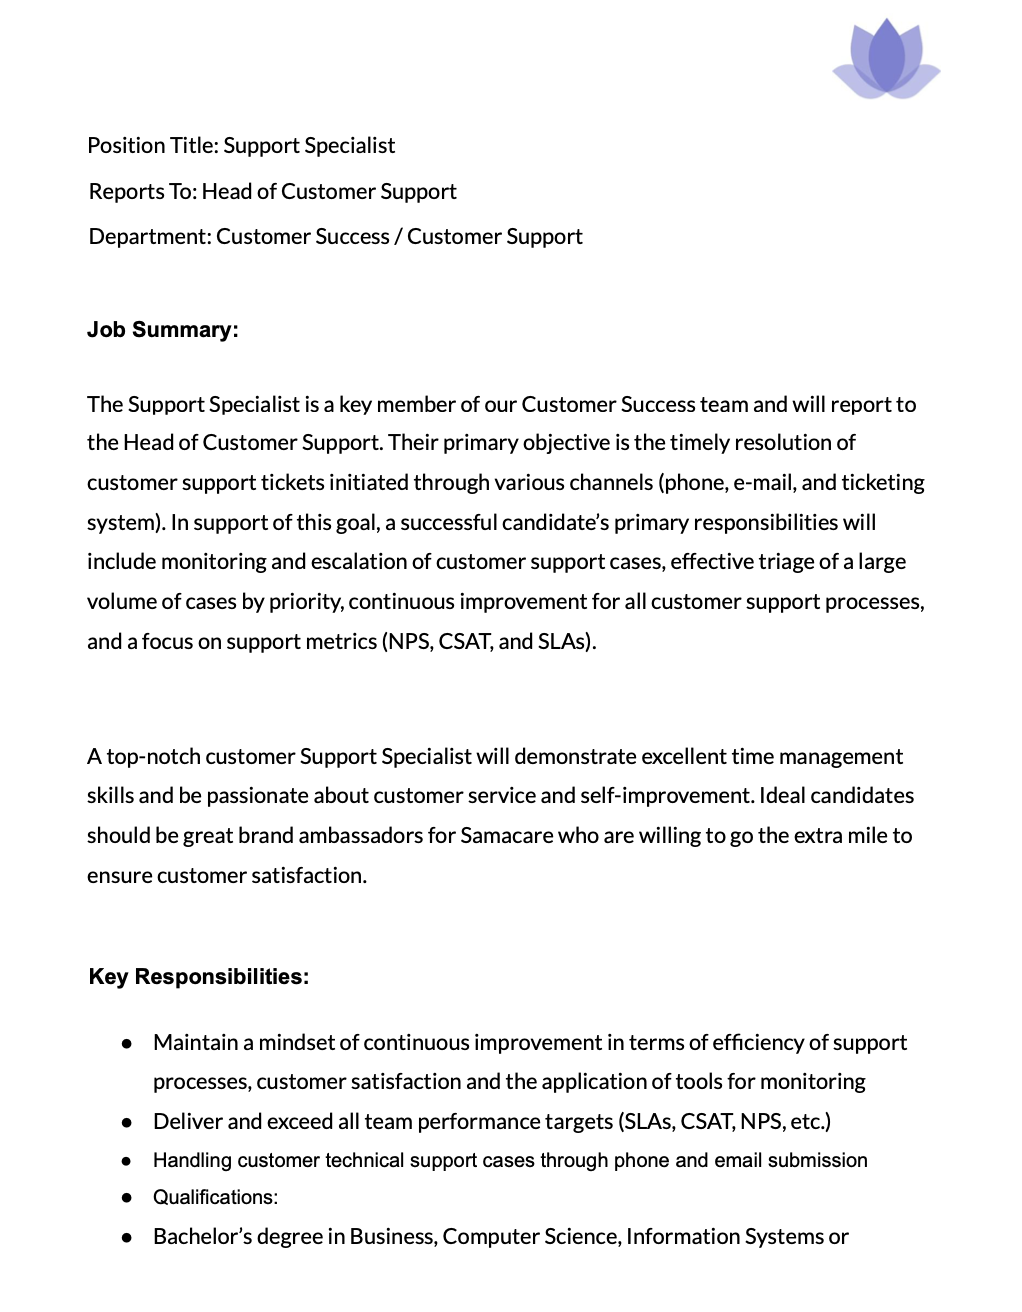 Position Title: Support Specialist
Reports To: Head of Customer Support
Department: Customer Success / Customer Support
Job Summary:
The Support Specialist is a key member of our Customer Success team and will report to
the Head of Customer Support. Their primary objective is the timely resolution of
customer support tickets initiated through various channels (phone, e-mail, and ticketing
system). In support of this goal, a successful candidate’s primary responsibilities will
include monitoring and escalation of customer support cases, effective triage of a large
volume of cases by priority, continuous improvement for all customer support processes,
and a focus on support metrics (NPS, CSAT, and SLAs).
A top-notch customer Support Specialist will demonstrate excellent time management
skills and be passionate about customer service and self-improvement. Ideal candidates
should be great brand ambassadors for Samacare who are willing to go the extra mile to
ensure customer satisfaction.
Key Responsibilities:
● Maintain a mindset of continuous improvement in terms of efficiency of support
processes, customer satisfaction and the application of tools for monitoring
● Deliver and exceed all team performance targets (SLAs, CSAT, NPS, etc.)
● Handling customer technical support cases through phone and email submission
● Qualifications:
● Bachelor’s degree in Business, Computer Science, Information Systems or